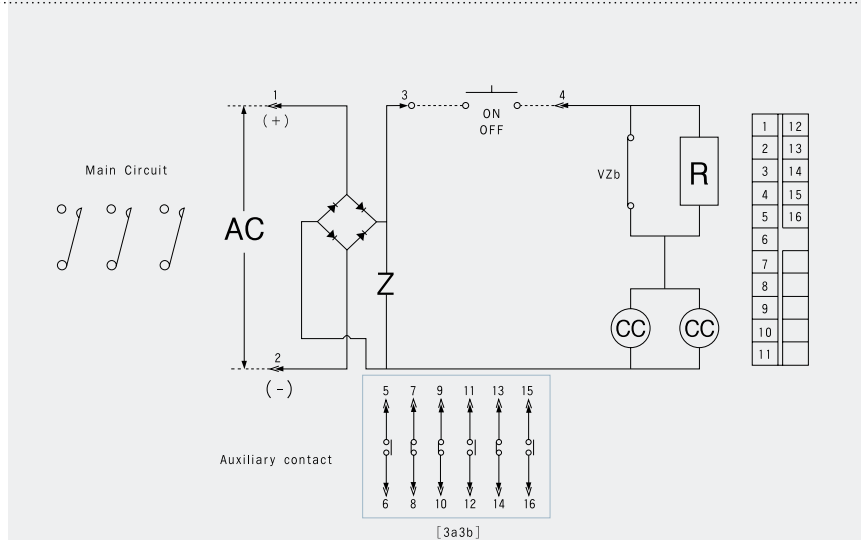 1
(+)
3
ON
OFF
4
Main Circuit
AC
VZb
R
Z
CC CC
2
(-)
1 12
2 13
3 14
4 15
5 16
6
7
8
9
10
11
5 7 9 11 13 15
Auxiliary contact
6 8 10 12 14 16
[3a3b]